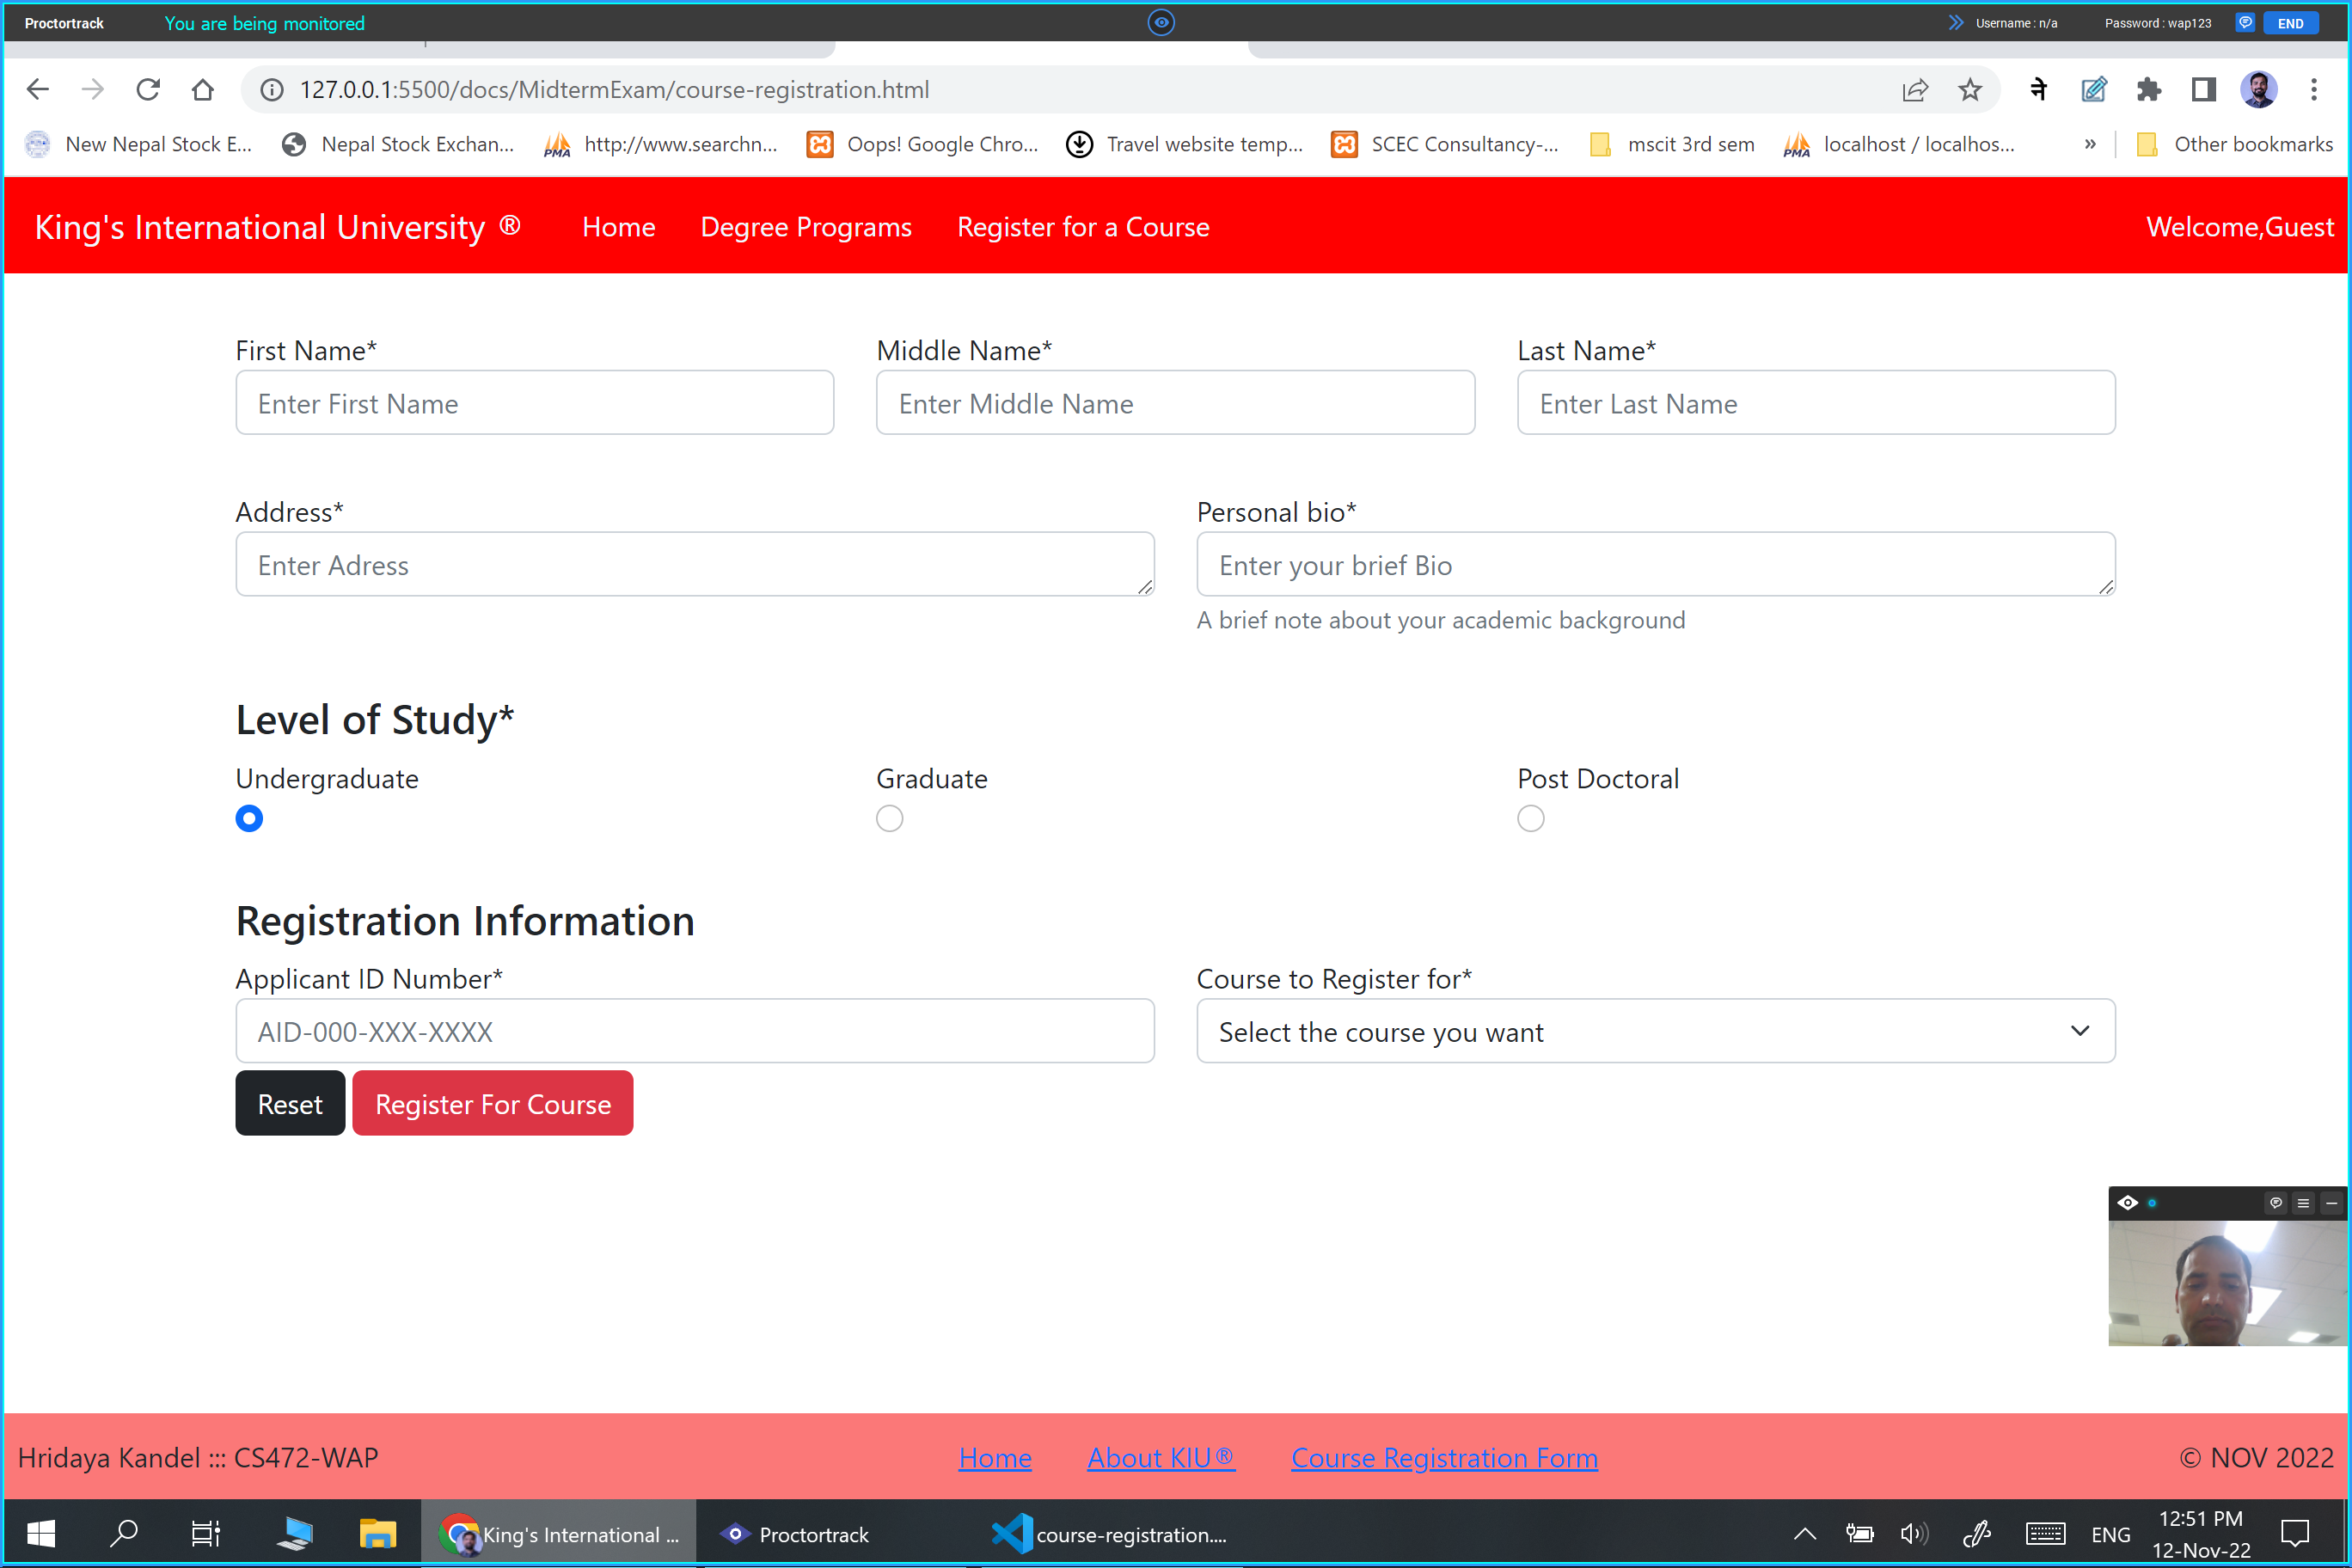 Proctortrack You are being monitored Username : n/a Password : wap123 END
127.0.0.1:5500/docs/MidtermExam/course-registration.html ने
New Nepal Stock E... Nepal Stock Exchan... PMA http://www.searchn... Oops! Google Chro... Travel website temp... SCEC Consultancy-... mscit 3rd sem PMA localhost / localhos... » Other bookmarks
King's International University ® Home Degree Programs Register for a Course Welcome,Guest
First Name* Middle Name* Last Name*
Enter First Name Enter Middle Name Enter Last Name
Address* Personal bio*
Enter Adress Enter your brief Bio
A brief note about your academic background
Level of Study*
Undergraduate Graduate Post Doctoral
Registration Information
Applicant ID Number* Course to Register for*
AID-000-XXX-XXXX Select the course you want
Reset Register For Course
Hridaya Kandel ::: CS472-WAP Home About KIU® Course Registration Form © NOV 2022
King's International ... Proctortrack course-registration.... ENG 12:51 PM
12-Nov-22